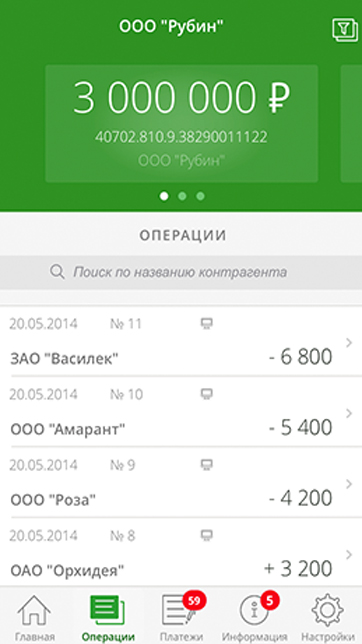 ООО "Рубин"
3 000 000 ₽
40702.810.9.38290011122
ООО "Рубин"
ОПЕРАЦИИ
Поиск по названию контрагента
20.05.2014 № 11
ЗАО "Василек" - 6 800
20.05.2014 № 10
ООО "Амарант" - 5 400
20.05.2014 № 9
ООО "Роза" - 4 200
20.05.2014 № 8
ОАО "Орхидея" + 3 200
59 5
Главная Операции Платежи Информация Настройки